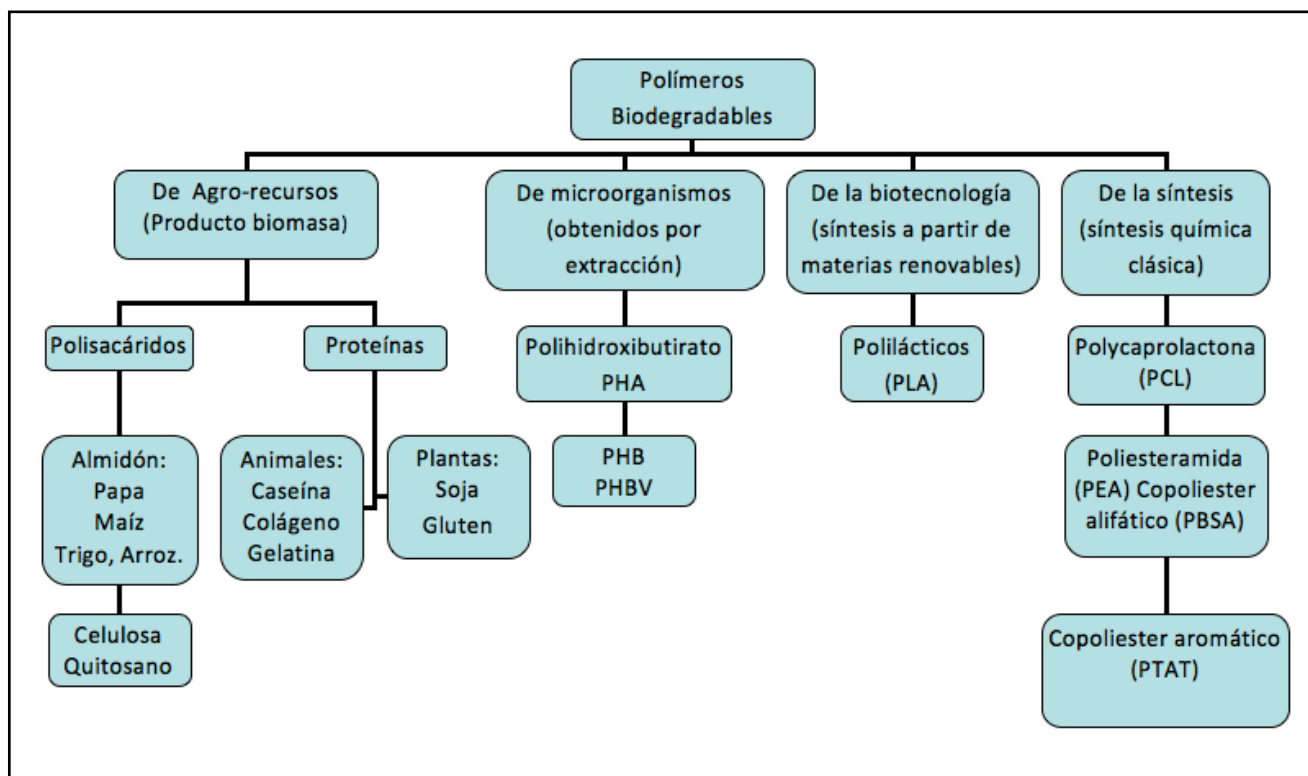 Polímeros
Biodegradables
De Agro-recursos
(Producto biomasa)
De microorganismos
(obtenidos por
extracción)
De la biotecnología
(síntesis a partir de
materias renovables)
De la síntesis
(síntesis química
clásica)
Polisacáridos
Proteínas
Polihidroxibutirato
PHA
Polilácticos
(PLA)
Polycaprolactona
(PCL)
Almidón:
Papa
Maíz
Trigo, Arroz.
Animales:
Caseína
Colágeno
Gelatina
Plantas:
Soja
Gluten
PHB
PHBV
Poliesteramida
(PEA) Copoliester
alifático (PBSA)
Celulosa
Quitosano
Copoliester aromático
(PTAT)